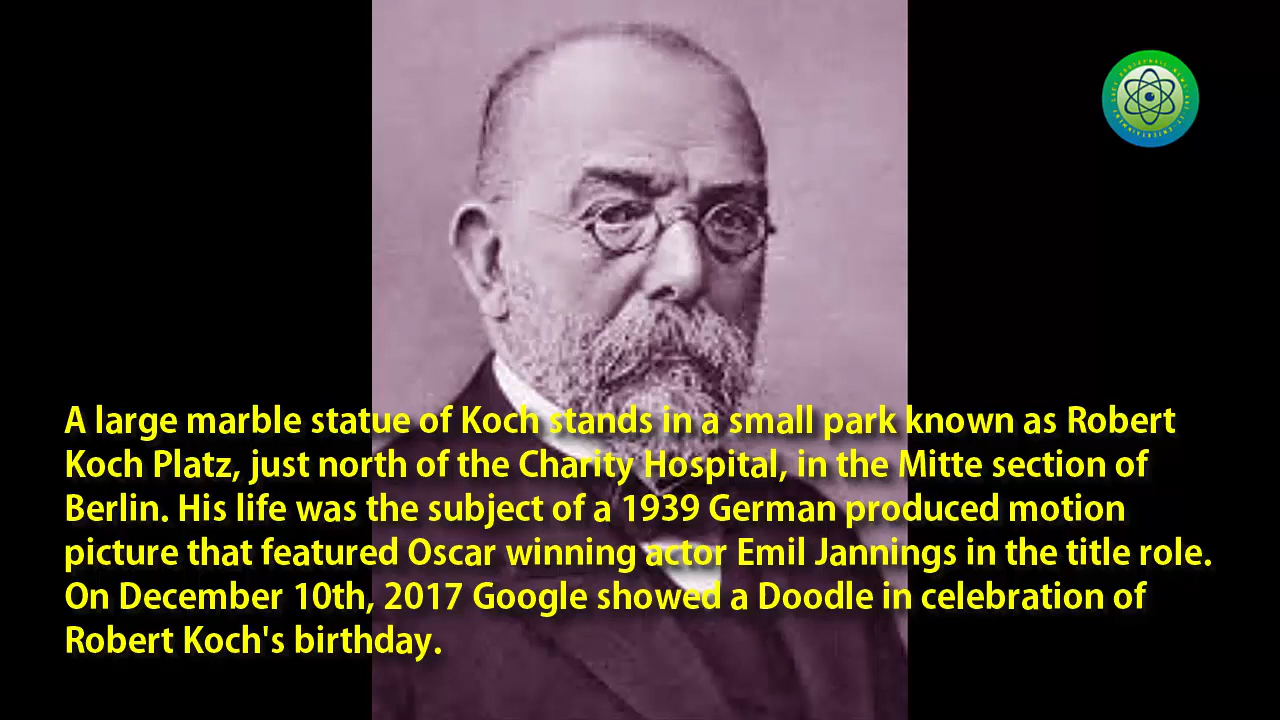 A large marble statue of Koch stands in a small park known as Robert
Koch Platz, just north of the Charity Hospital, in the Mitte section of
Berlin. His life was the subject of a 1939 German produced motion
picture that featured Oscar winning actor Emil Jannings in the title role.
On December 10th, 2017 Google showed a Doodle in celebration of
Robert Koch's birthday.